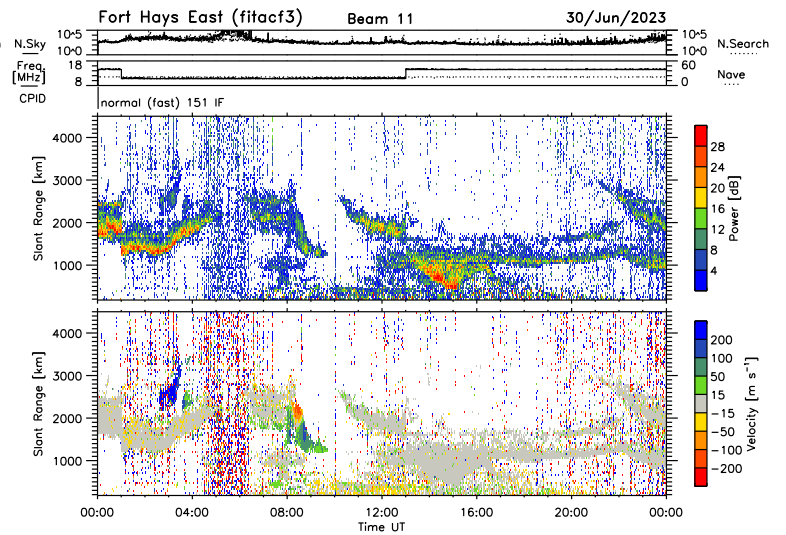 Fort Hays East (fitacf3) Beam 11 30/Jun/2023
N.Sky 10^5 10^5 N.Search
10^0 10^0
Freq. 18 60 Nave
[MHz] 8 0
CPID
normal (fast) 151 IF
Slant Range [km]
4000
3000
2000
1000
Power [dB]
28
24
20
16
12
8
4
Slant Range [km]
4000
3000
2000
1000
Velocity [m s⁻¹]
200
100
50
15
-15
-50
-100
-200
00:00 04:00 08:00 12:00 16:00 20:00 00:00
Time UT